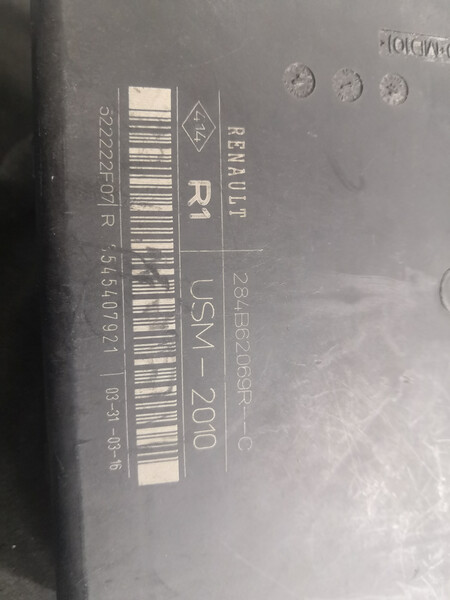 RENAULT 284B62069R--C
414 R1 USM-2010
522222F07 R 545407921 03-31-03-16